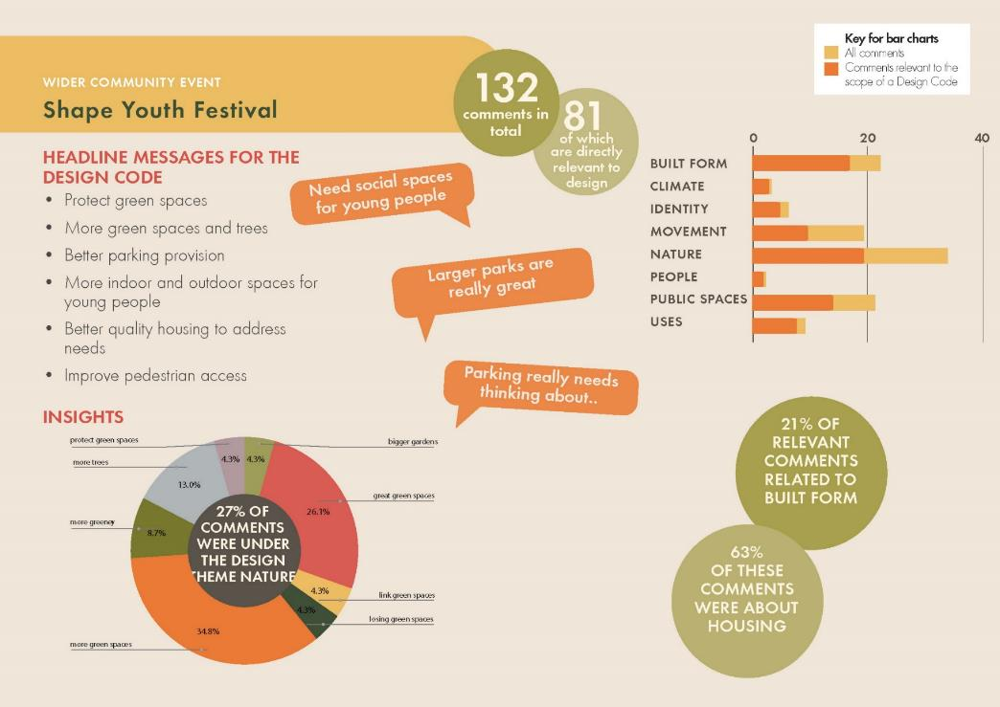 Key for bar charts
All comments
Comments relevant to the
scope of a Design Code
WIDER COMMUNITY EVENT
Shape Youth Festival
132
comments in
total
81
of which
are directly
relevant to
design
HEADLINE MESSAGES FOR THE
DESIGN CODE
• Protect green spaces
• More green spaces and trees
• Better parking provision
• More indoor and outdoor spaces for
young people
• Better quality housing to address
needs
• Improve pedestrian access
Need social spaces
for young people
Larger parks are
really great
Parking really needs
thinking about..
0 20 40
BUILT FORM
CLIMATE
IDENTITY
MOVEMENT
NATURE
PEOPLE
PUBLIC SPACES
USES
INSIGHTS
protect green spaces
more trees
more greeney
more green spaces
bigger gardens
great green spaces
link green spaces
losing green spaces
4.3%
4.3%
13.0%
26.1%
8.7%
4.3%
4.3%
34.8%
27% OF
COMMENTS
WERE UNDER
THE DESIGN
THEME NATURE
21% OF
RELEVANT
COMMENTS
RELATED TO
BUILT FORM
63%
OF THESE
COMMENTS
WERE ABOUT
HOUSING